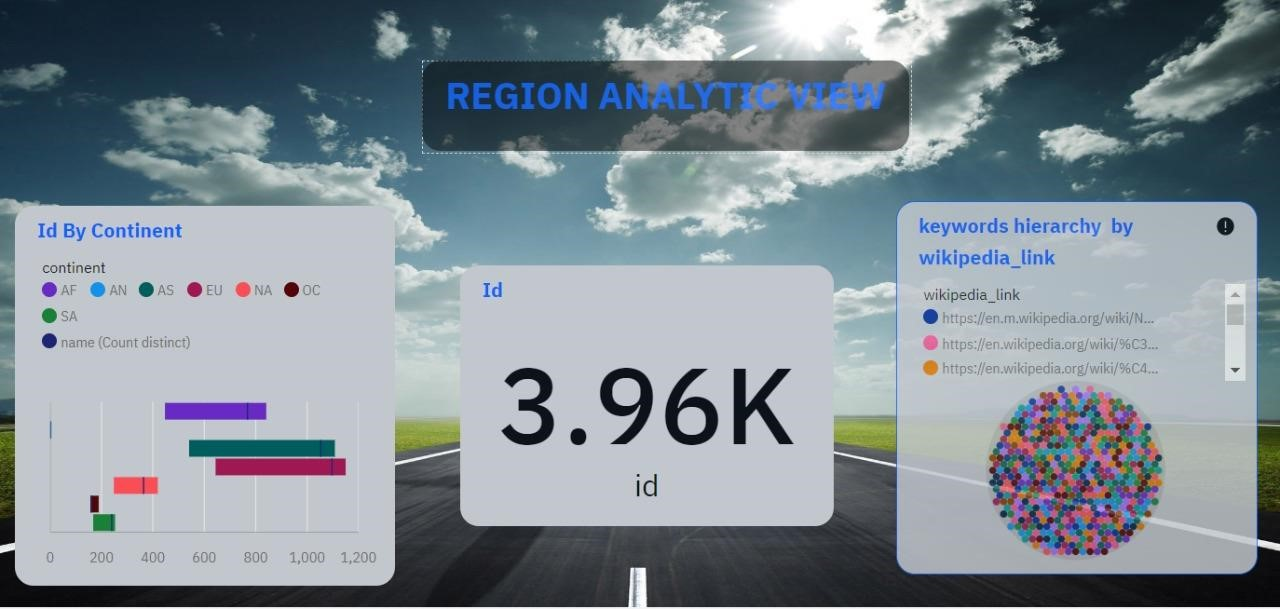 REGION ANALYTIC VIEW
Id By Continent
continent
AF AN AS EU NA OC
SA
name (Count distinct)
0 200 400 600 800 1,000 1,200
Id
3.96K
id
keywords hierarchy by
wikipedia_link
wikipedia_link
https://en.m.wikipedia.org/wiki/N...
https://en.wikipedia.org/wiki/%C3...
https://en.wikipedia.org/wiki/%C4...